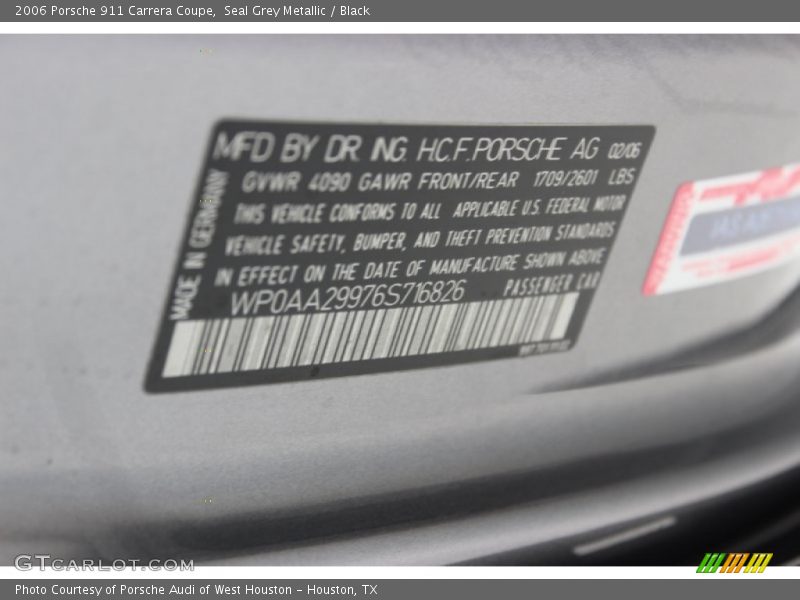 2006 Porsche 911 Carrera Coupe,  Seal Grey Metallic / Black
MFD BY DR. ING. H.C.F. PORSCHE AG 02/06
GVWR 4090 GAWR FRONT/REAR 1709/2601 LBS
THIS VEHICLE CONFORMS TO ALL APPLICABLE U.S. FEDERAL MOTOR
VEHICLE SAFETY, BUMPER, AND THEFT PREVENTION STANDARDS
IN EFFECT ON THE DATE OF MANUFACTURE SHOWN ABOVE
WP0AA29976S716826 PASSENGER CAR
MADE IN GERMANY
GTCARLOT.COM
Photo Courtesy of Porsche Audi of West Houston – Houston, TX